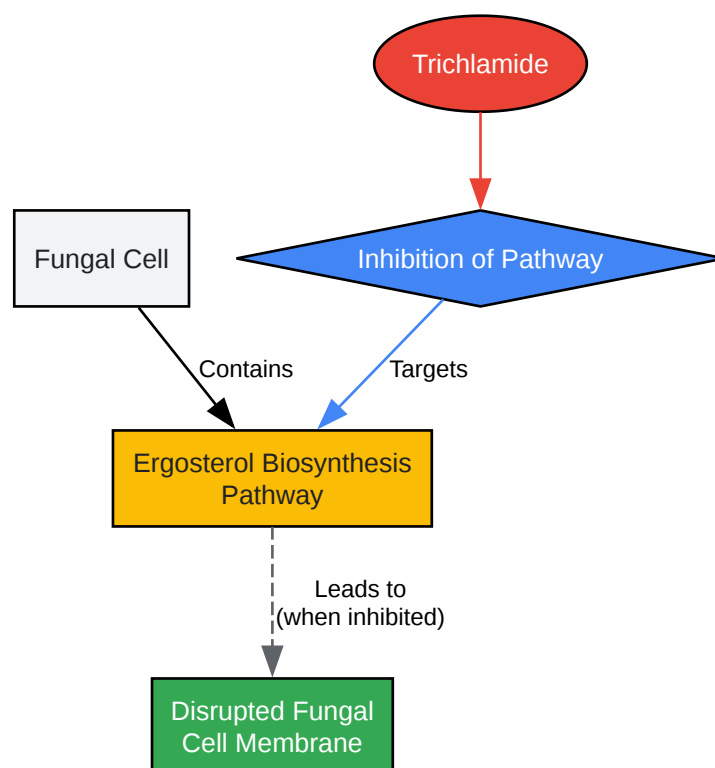 Trichlamide
Fungal Cell
Inhibition of Pathway
Contains
Targets
Ergosterol Biosynthesis
Pathway
Leads to
(when inhibited)
Disrupted Fungal
Cell Membrane